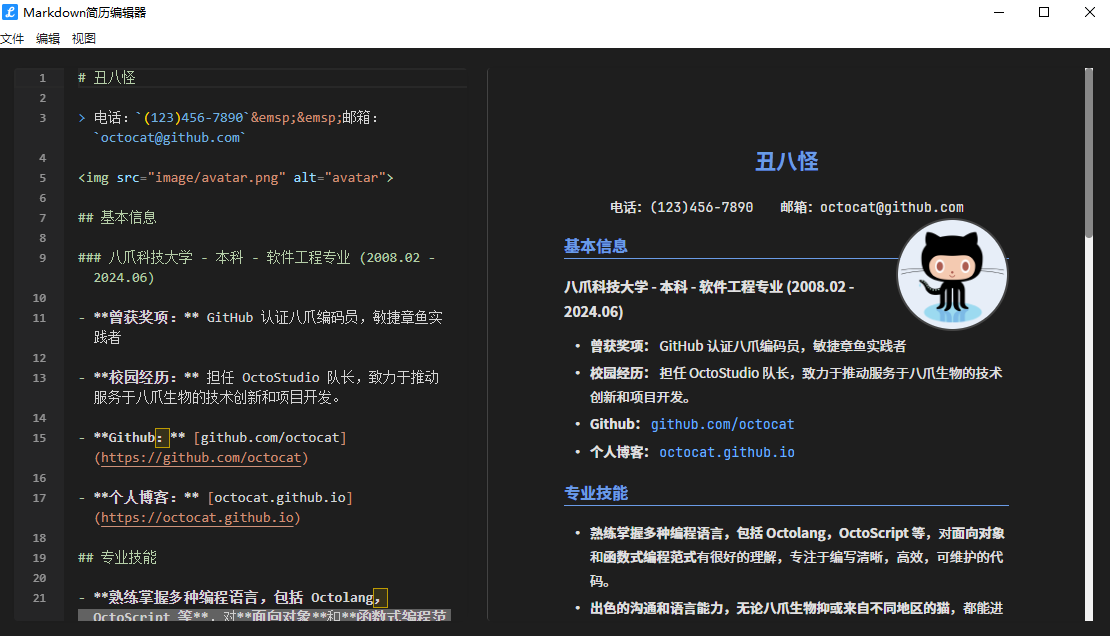 Markdown简历编辑器
文件 编辑 视图
1 # 丑八怪
2
3 > 电话：`(123)456-7890`&emsp;&emsp;邮箱：
`octocat@github.com`
4
5 <img src="image/avatar.png" alt="avatar">
6
7 ## 基本信息
8
9 ### 八爪科技大学 - 本科 - 软件工程专业 (2008.02 -
2024.06)
10
11 - **曾获奖项：** GitHub 认证八爪编码员，敏捷章鱼实
践者
12
13 - **校园经历：** 担任 OctoStudio 队长，致力于推动
服务于八爪生物的技术创新和项目开发。
14
15 - **Github：** [github.com/octocat]
(https://github.com/octocat)
16
17 - **个人博客：** [octocat.github.io]
(https://octocat.github.io)
18
19 ## 专业技能
20
21 - **熟练掌握多种编程语言，包括 Octolang，
OctoScript 等**，对**面向对象**和**函数式编程范
丑八怪
电话：(123)456-7890 邮箱：octocat@github.com
基本信息
八爪科技大学 - 本科 - 软件工程专业 (2008.02 -
2024.06)
• 曾获奖项： GitHub 认证八爪编码员，敏捷章鱼实践者
• 校园经历： 担任 OctoStudio 队长，致力于推动服务于八爪生物的技术
创新和项目开发。
• Github： github.com/octocat
• 个人博客： octocat.github.io
专业技能
• 熟练掌握多种编程语言，包括 Octolang，OctoScript 等，对面向对象
和函数式编程范式有很好的理解，专注于编写清晰，高效，可维护的代
码。
• 出色的沟通和语言能力，无论八爪生物抑或来自不同地区的猫，都能进